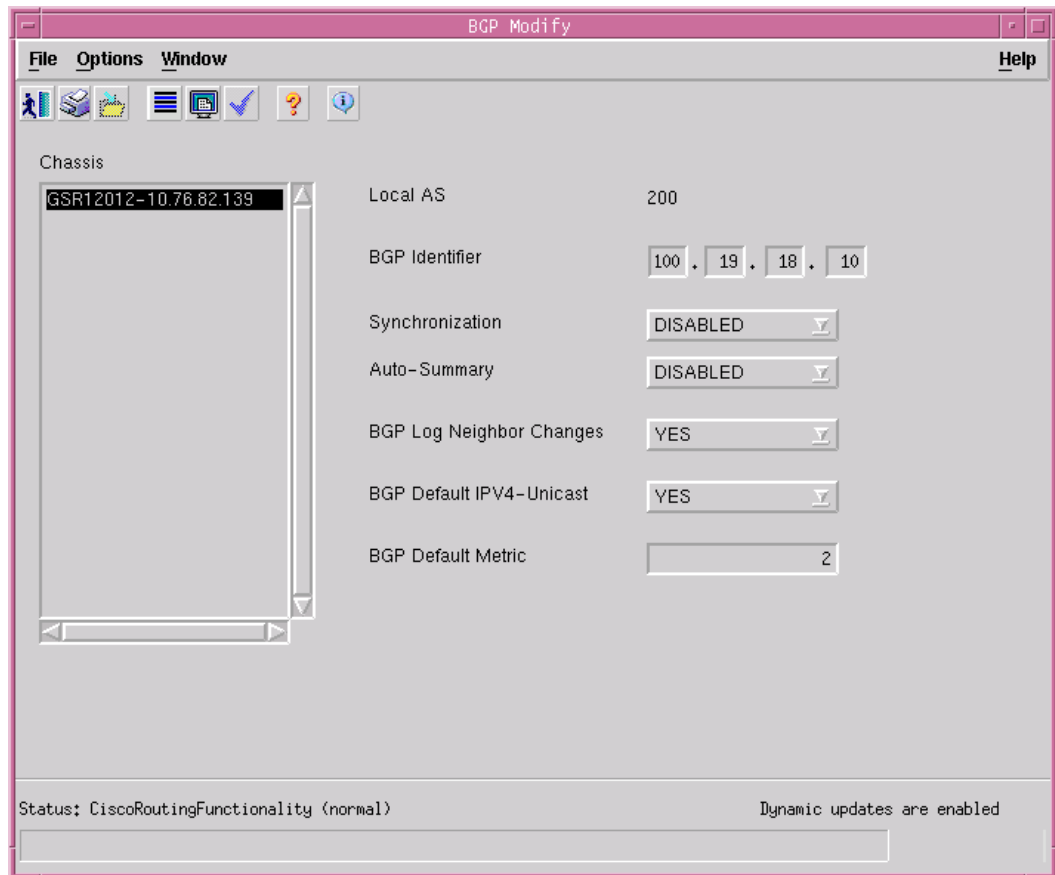 BGP Modify
File Options Window Help
Chassis
GSR12012-10.76.82.139
Local AS 200
BGP Identifier 100 . 19 . 18 . 10
Synchronization DISABLED
Auto-Summary DISABLED
BGP Log Neighbor Changes YES
BGP Default IPV4-Unicast YES
BGP Default Metric 2
Status: CiscoRoutingFunctionality (normal) Dynamic updates are enabled